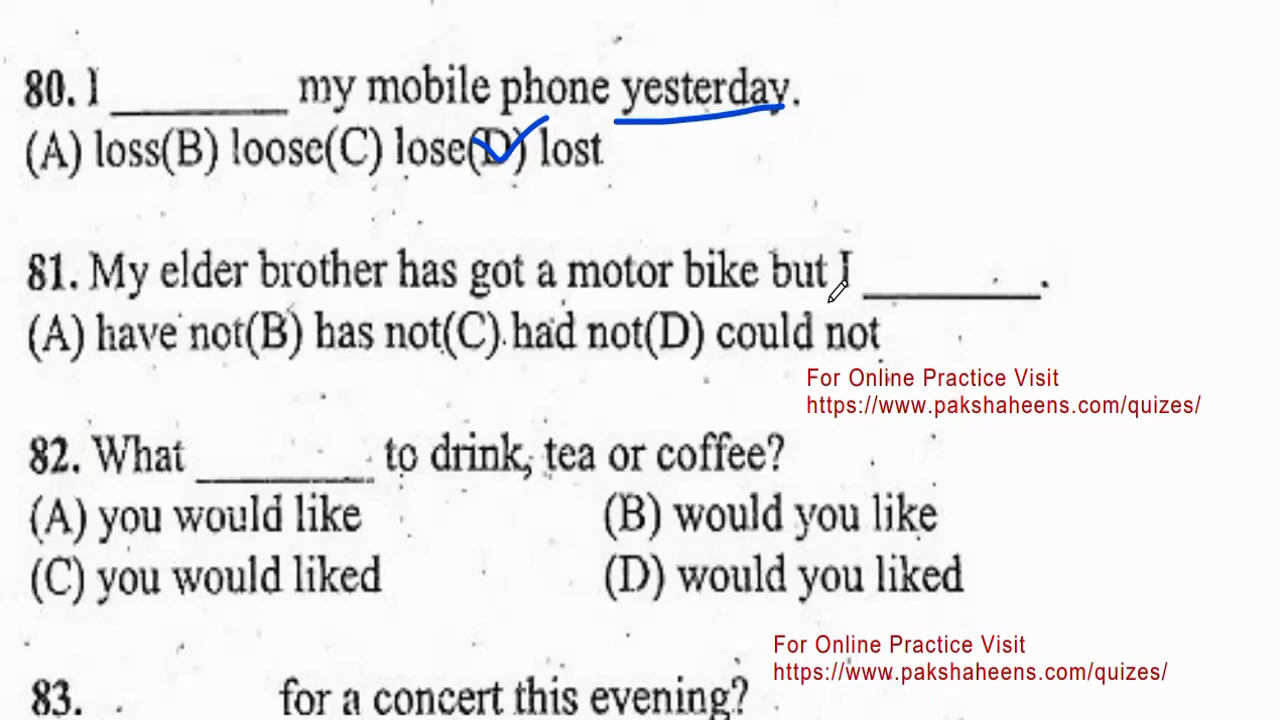 80. I ________ my mobile phone yesterday.
(A) loss(B) loose(C) lose(D) lost
81. My elder brother has got a motor bike but I ________.
(A) have not(B) has not(C) had not(D) could not
For Online Practice Visit
https://www.pakshaheens.com/quizes/
82. What ________ to drink, tea or coffee?
(A) you would like (B) would you like
(C) you would liked (D) would you liked
For Online Practice Visit
https://www.pakshaheens.com/quizes/
83. for a concert this evening?